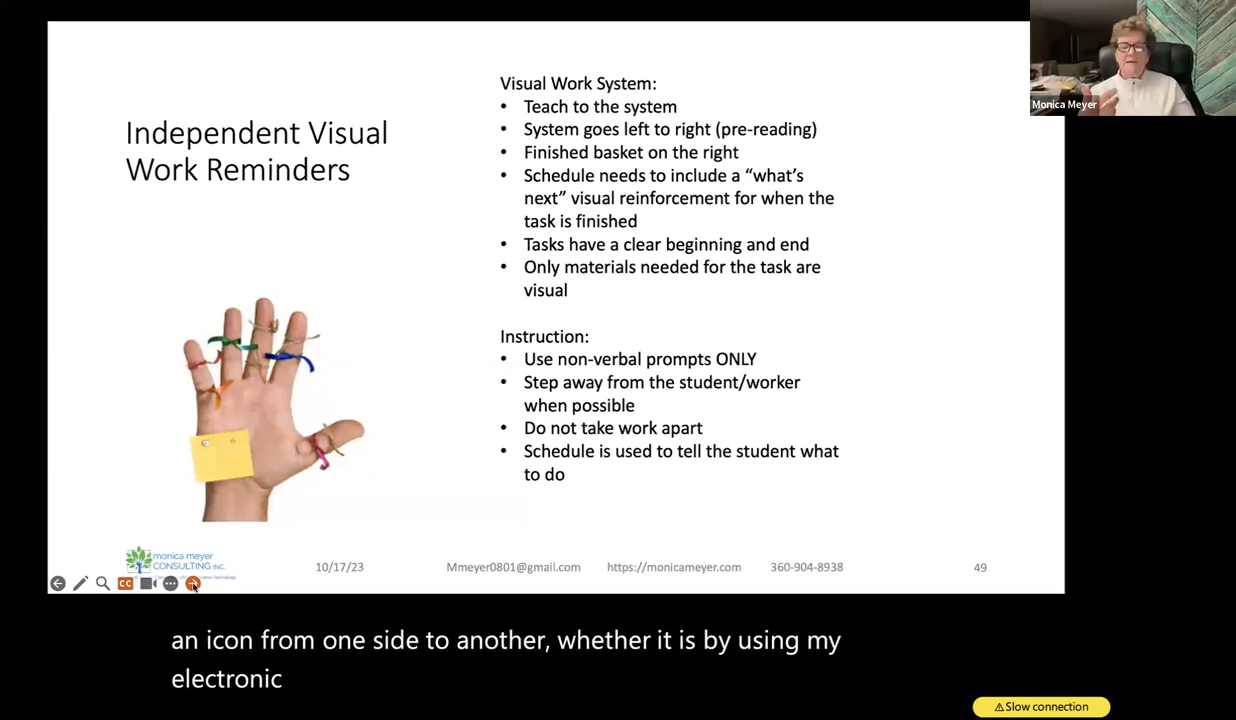 Independent Visual
Work Reminders
Visual Work System:
• Teach to the system
• System goes left to right (pre-reading)
• Finished basket on the right
• Schedule needs to include a “what’s
next” visual reinforcement for when the
task is finished
• Tasks have a clear beginning and end
• Only materials needed for the task are
visual
Instruction:
• Use non-verbal prompts ONLY
• Step away from the student/worker
when possible
• Do not take work apart
• Schedule is used to tell the student what
to do
Monica Meyer
monica meyer
CONSULTING INC.
10/17/23
Mmeyer0801@gmail.com
https://monicameyer.com
360-904-8938
49
CC
an icon from one side to another, whether it is by using my
electronic
⚠Slow connection